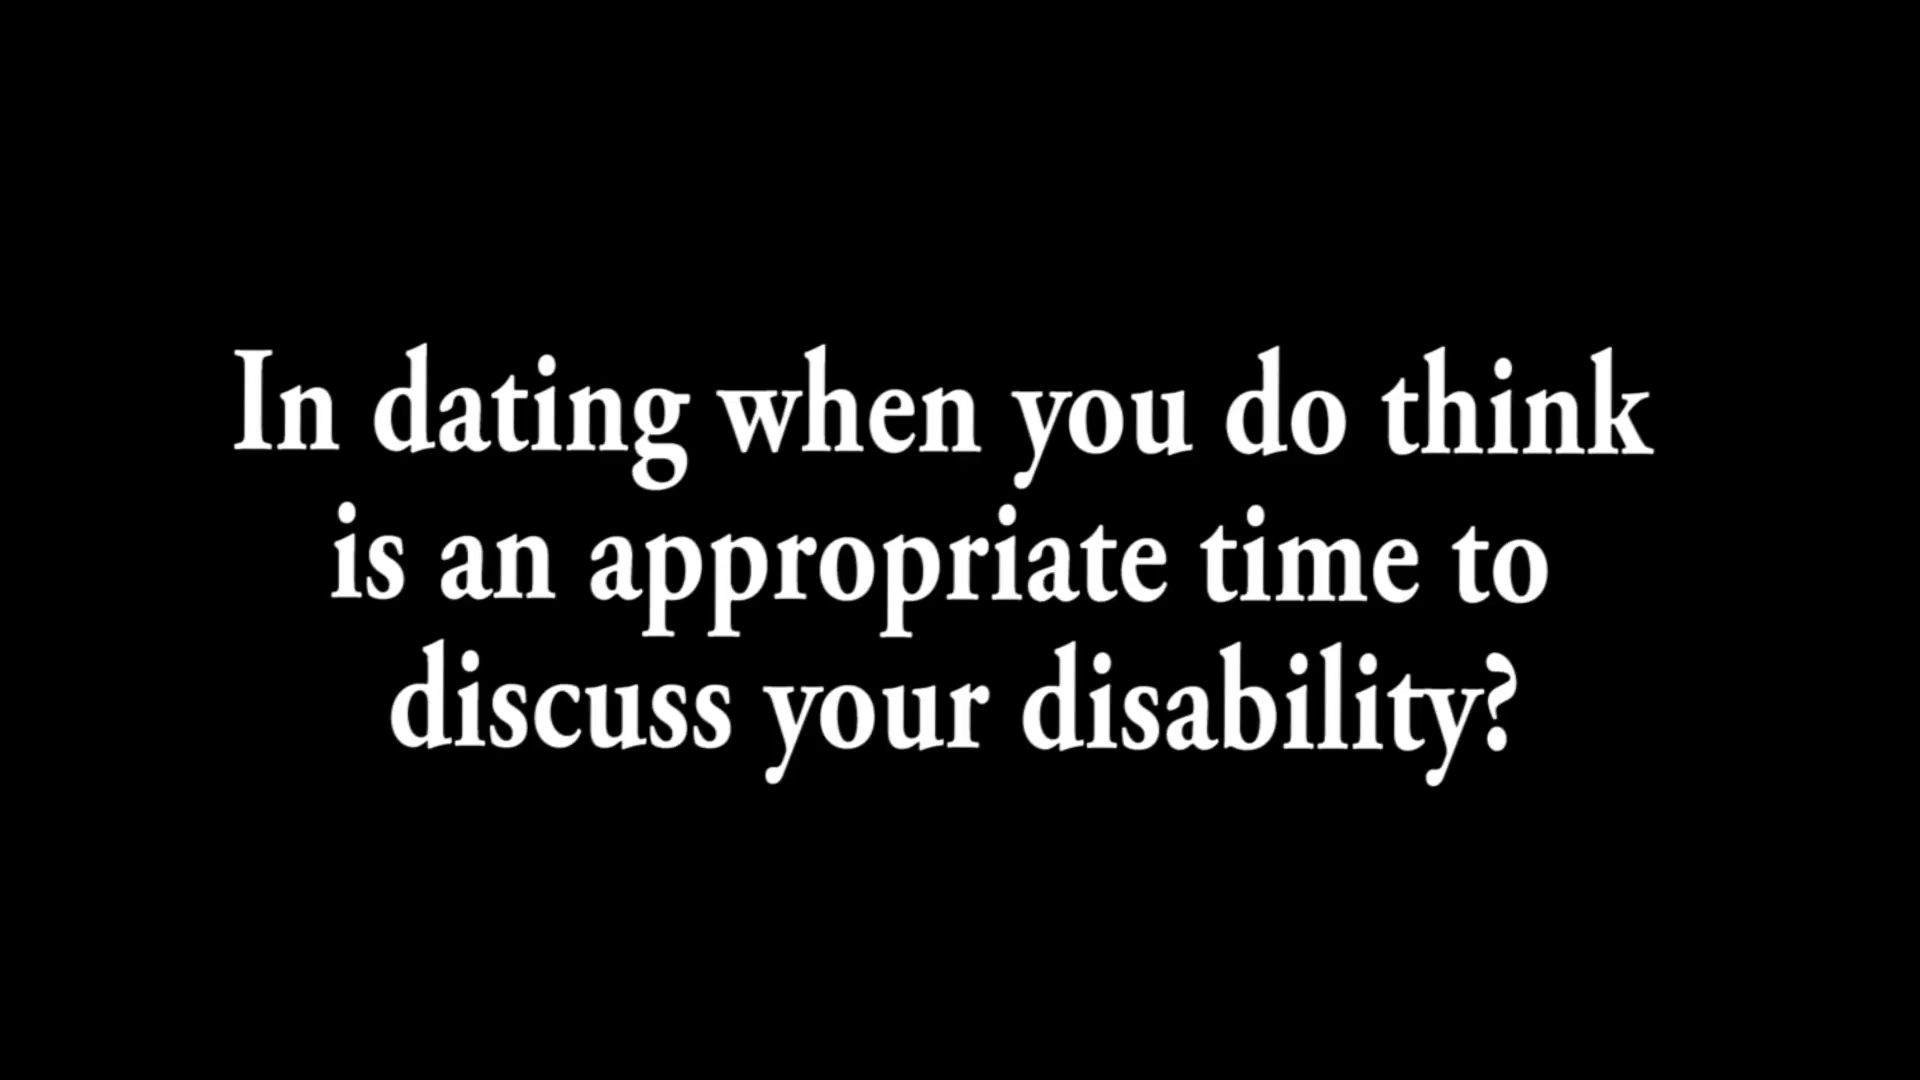 In dating when you do think
is an appropriate time to
discuss your disability?